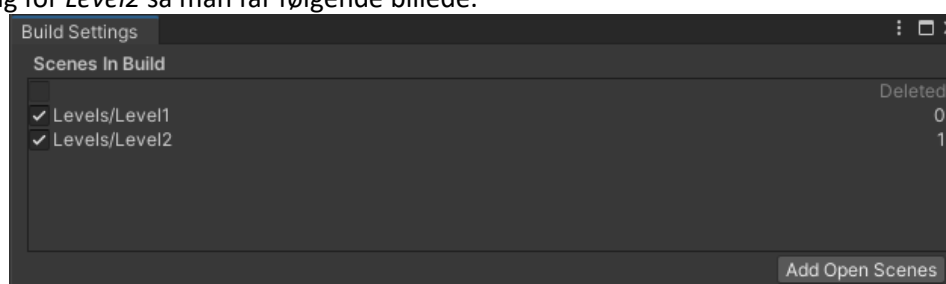 for Level2 så man får følgende billede:
Build Settings
Scenes In Build
Deleted
Levels/Level1 0
Levels/Level2 1
Add Open Scenes